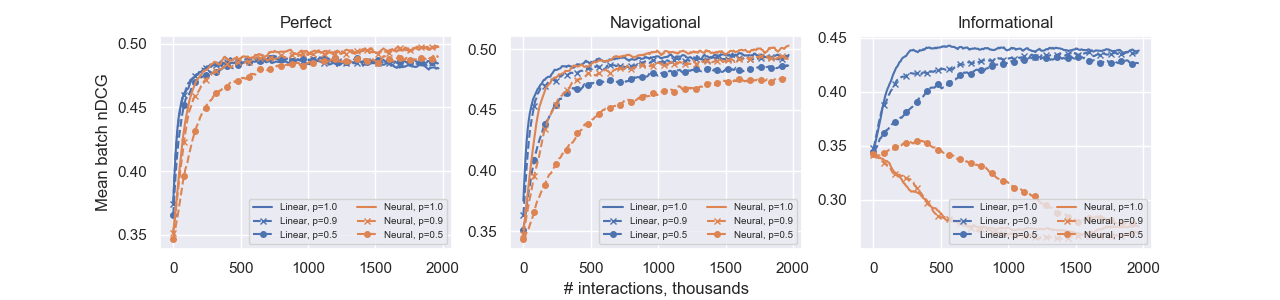 Perfect
Navigational
Informational
Mean batch nDCG
0.50
0.45
0.40
0.35
0 500 1000 1500 2000
Linear, p=1.0 Neural, p=1.0
Linear, p=0.9 Neural, p=0.9
Linear, p=0.5 Neural, p=0.5
0.50
0.45
0.40
0.35
0 500 1000 1500 2000
Linear, p=1.0 Neural, p=1.0
Linear, p=0.9 Neural, p=0.9
Linear, p=0.5 Neural, p=0.5
0.45
0.40
0.35
0.30
0 500 1000 1500 2000
Linear, p=1.0 Neural, p=1.0
Linear, p=0.9 Neural, p=0.9
Linear, p=0.5 Neural, p=0.5
# interactions, thousands